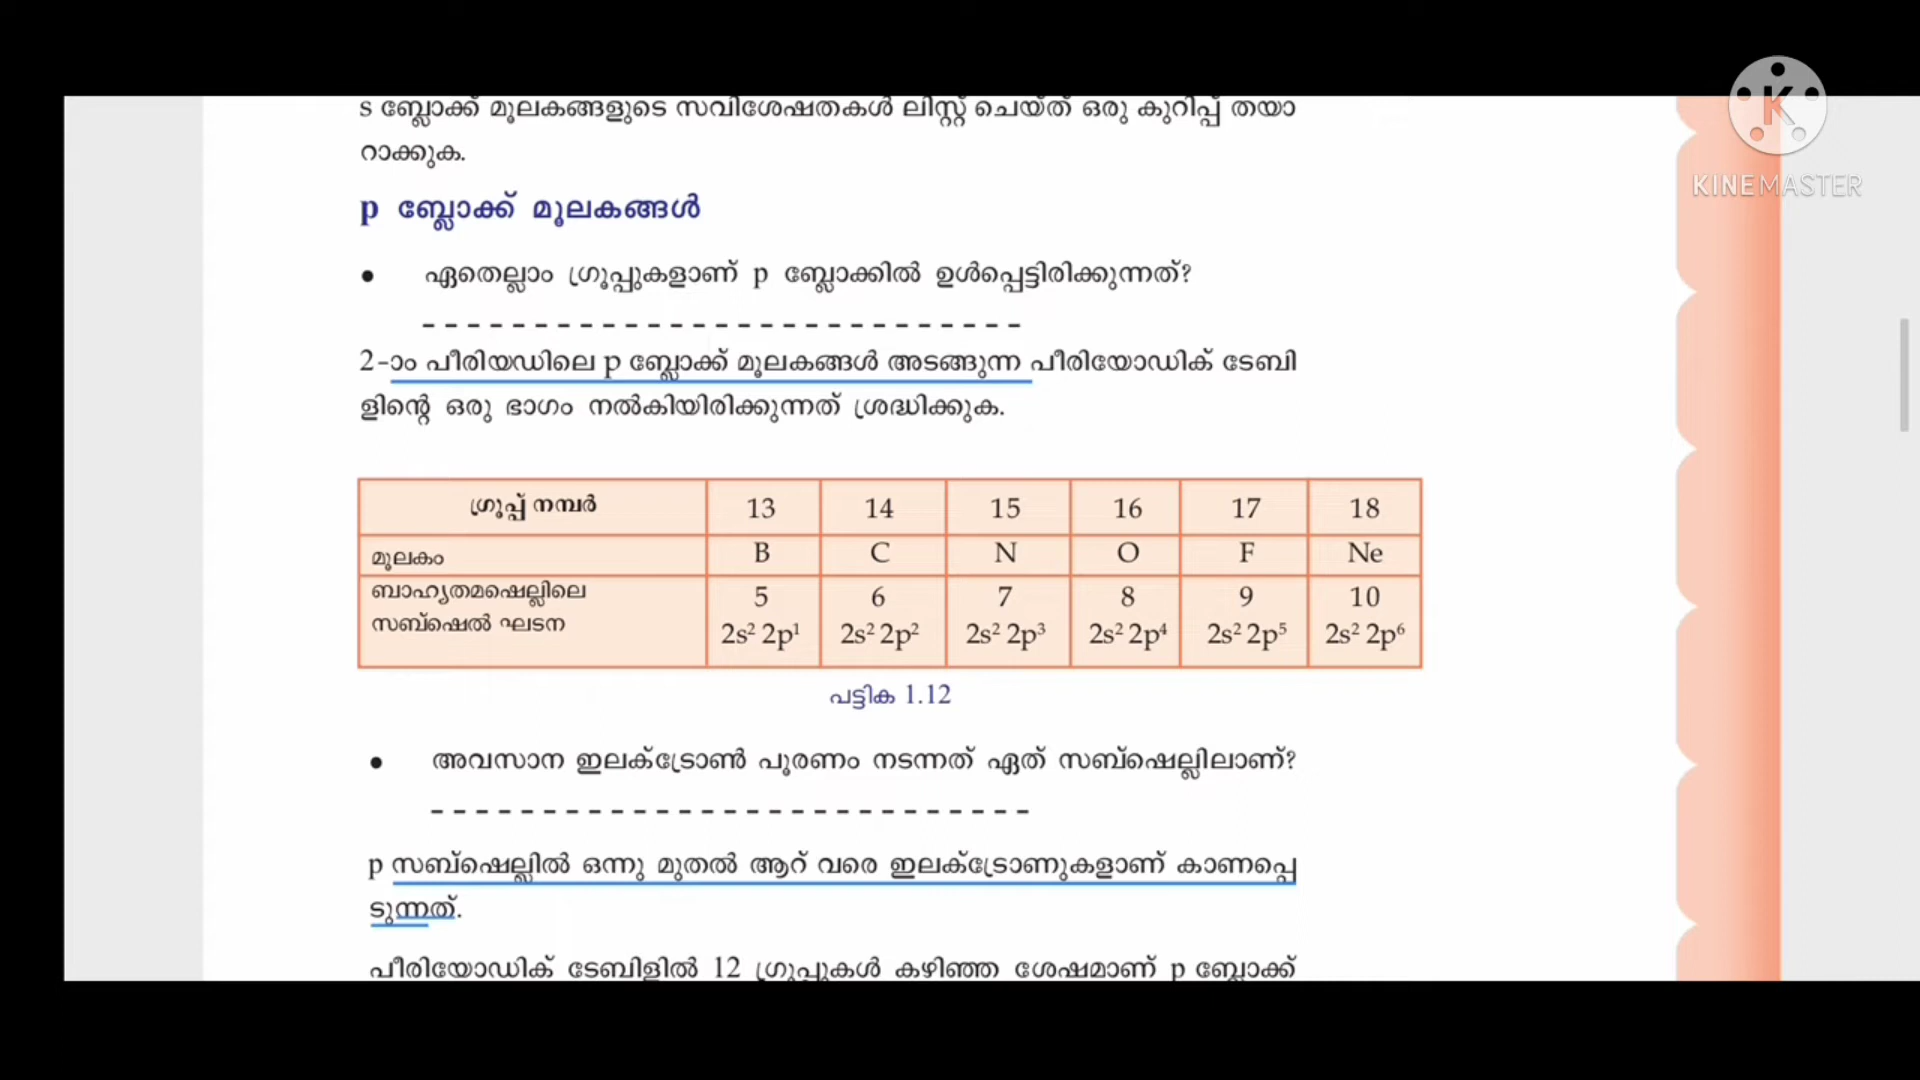 s ബ്ലോക്ക് മൂലകങ്ങളുടെ സവിശേഷതകൾ ലിസ്റ്റ് ചെയ്ത് ഒരു കുറിപ്പ് തയാ
റാക്കുക.
p ബ്ലോക്ക് മൂലകങ്ങൾ
• ഏതെല്ലാം ഗ്രൂപ്പുകളാണ് p ബ്ലോക്കിൽ ഉൾപ്പെട്ടിരിക്കുന്നത്?
2-ാം പീരിയഡിലെ p ബ്ലോക്ക് മൂലകങ്ങൾ അടങ്ങുന്ന പീരിയോഡിക് ടേബി
ളിന്റെ ഒരു ഭാഗം നൽകിയിരിക്കുന്നത് ശ്രദ്ധിക്കുക.
ഗ്രൂപ്പ് നമ്പർ 13 14 15 16 17 18
മൂലകം B C N O F Ne
ബാഹ്യതമഷെല്ലിലെ 5 6 7 8 9 10
സബ്ഷെൽ ഘടന 2s² 2p¹ 2s² 2p² 2s² 2p³ 2s² 2p⁴ 2s² 2p⁵ 2s² 2p⁶
പട്ടിക 1.12
• അവസാന ഇലക്ട്രോൺ പൂരണം നടന്നത് ഏത് സബ്ഷെല്ലിലാണ്?
p സബ്ഷെല്ലിൽ ഒന്നു മുതൽ ആറ് വരെ ഇലക്ട്രോണുകളാണ് കാണപ്പെ
ടുന്നത്.
പീരിയോഡിക് ടേബിളിൽ 12 ഗ്രൂപ്പുകൾ കഴിഞ്ഞ ശേഷമാണ് p ബ്ലോക്ക്
K
KINEMASTER